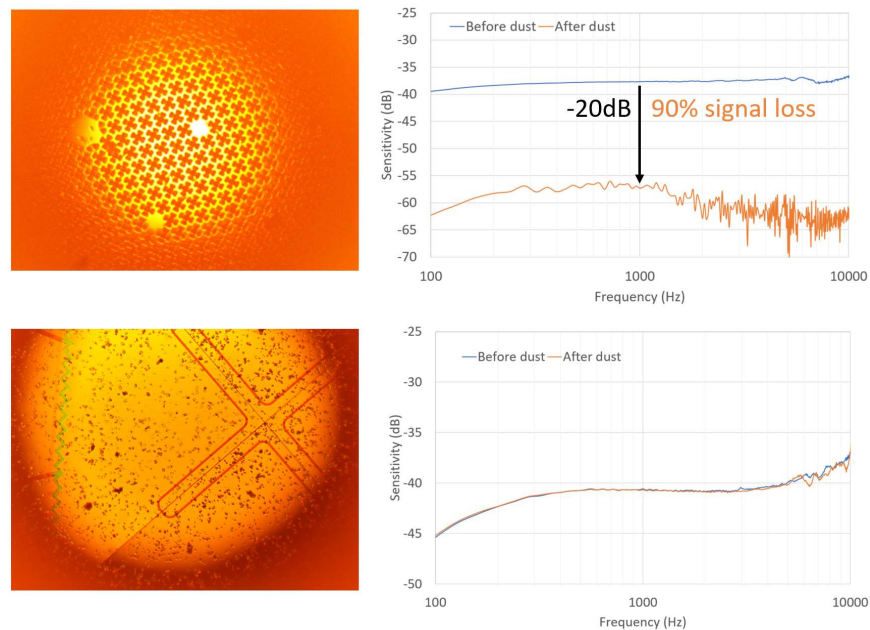 -25
Before dust
After dust
-30
-35
-40
-20dB
90% signal loss
-45
-50
-55
-60
-65
-70
100
1000
10000
Sensitivity (dB)
Frequency (Hz)
-25
Before dust
After dust
-30
-35
-40
-45
-50
100
1000
10000
Sensitivity (dB)
Frequency (Hz)